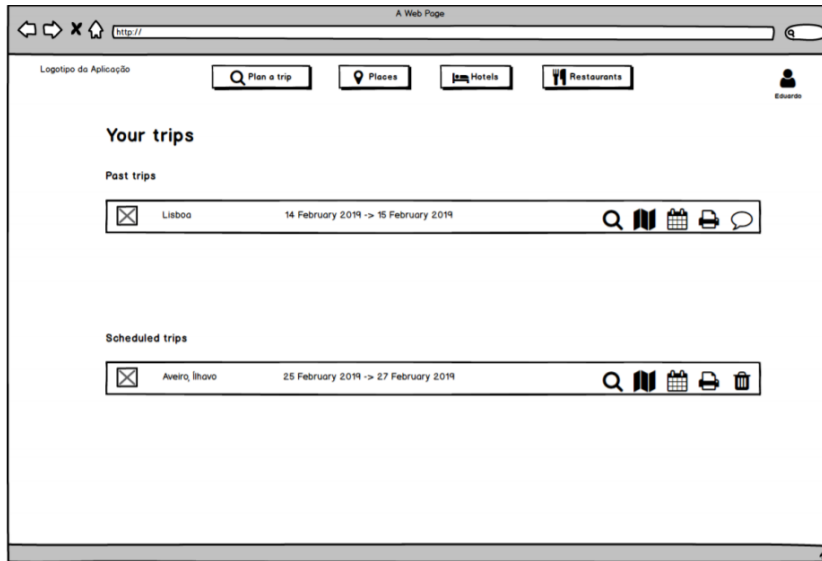 A Web Page
http://
Logotipo da Aplicação
Plan a trip
Places
Hotels
Restaurants
Eduardo
Your trips
Past trips
Lisboa
14 February 2019 -> 15 February 2019
Scheduled trips
Aveiro, Ílhavo
25 February 2019 -> 27 February 2019